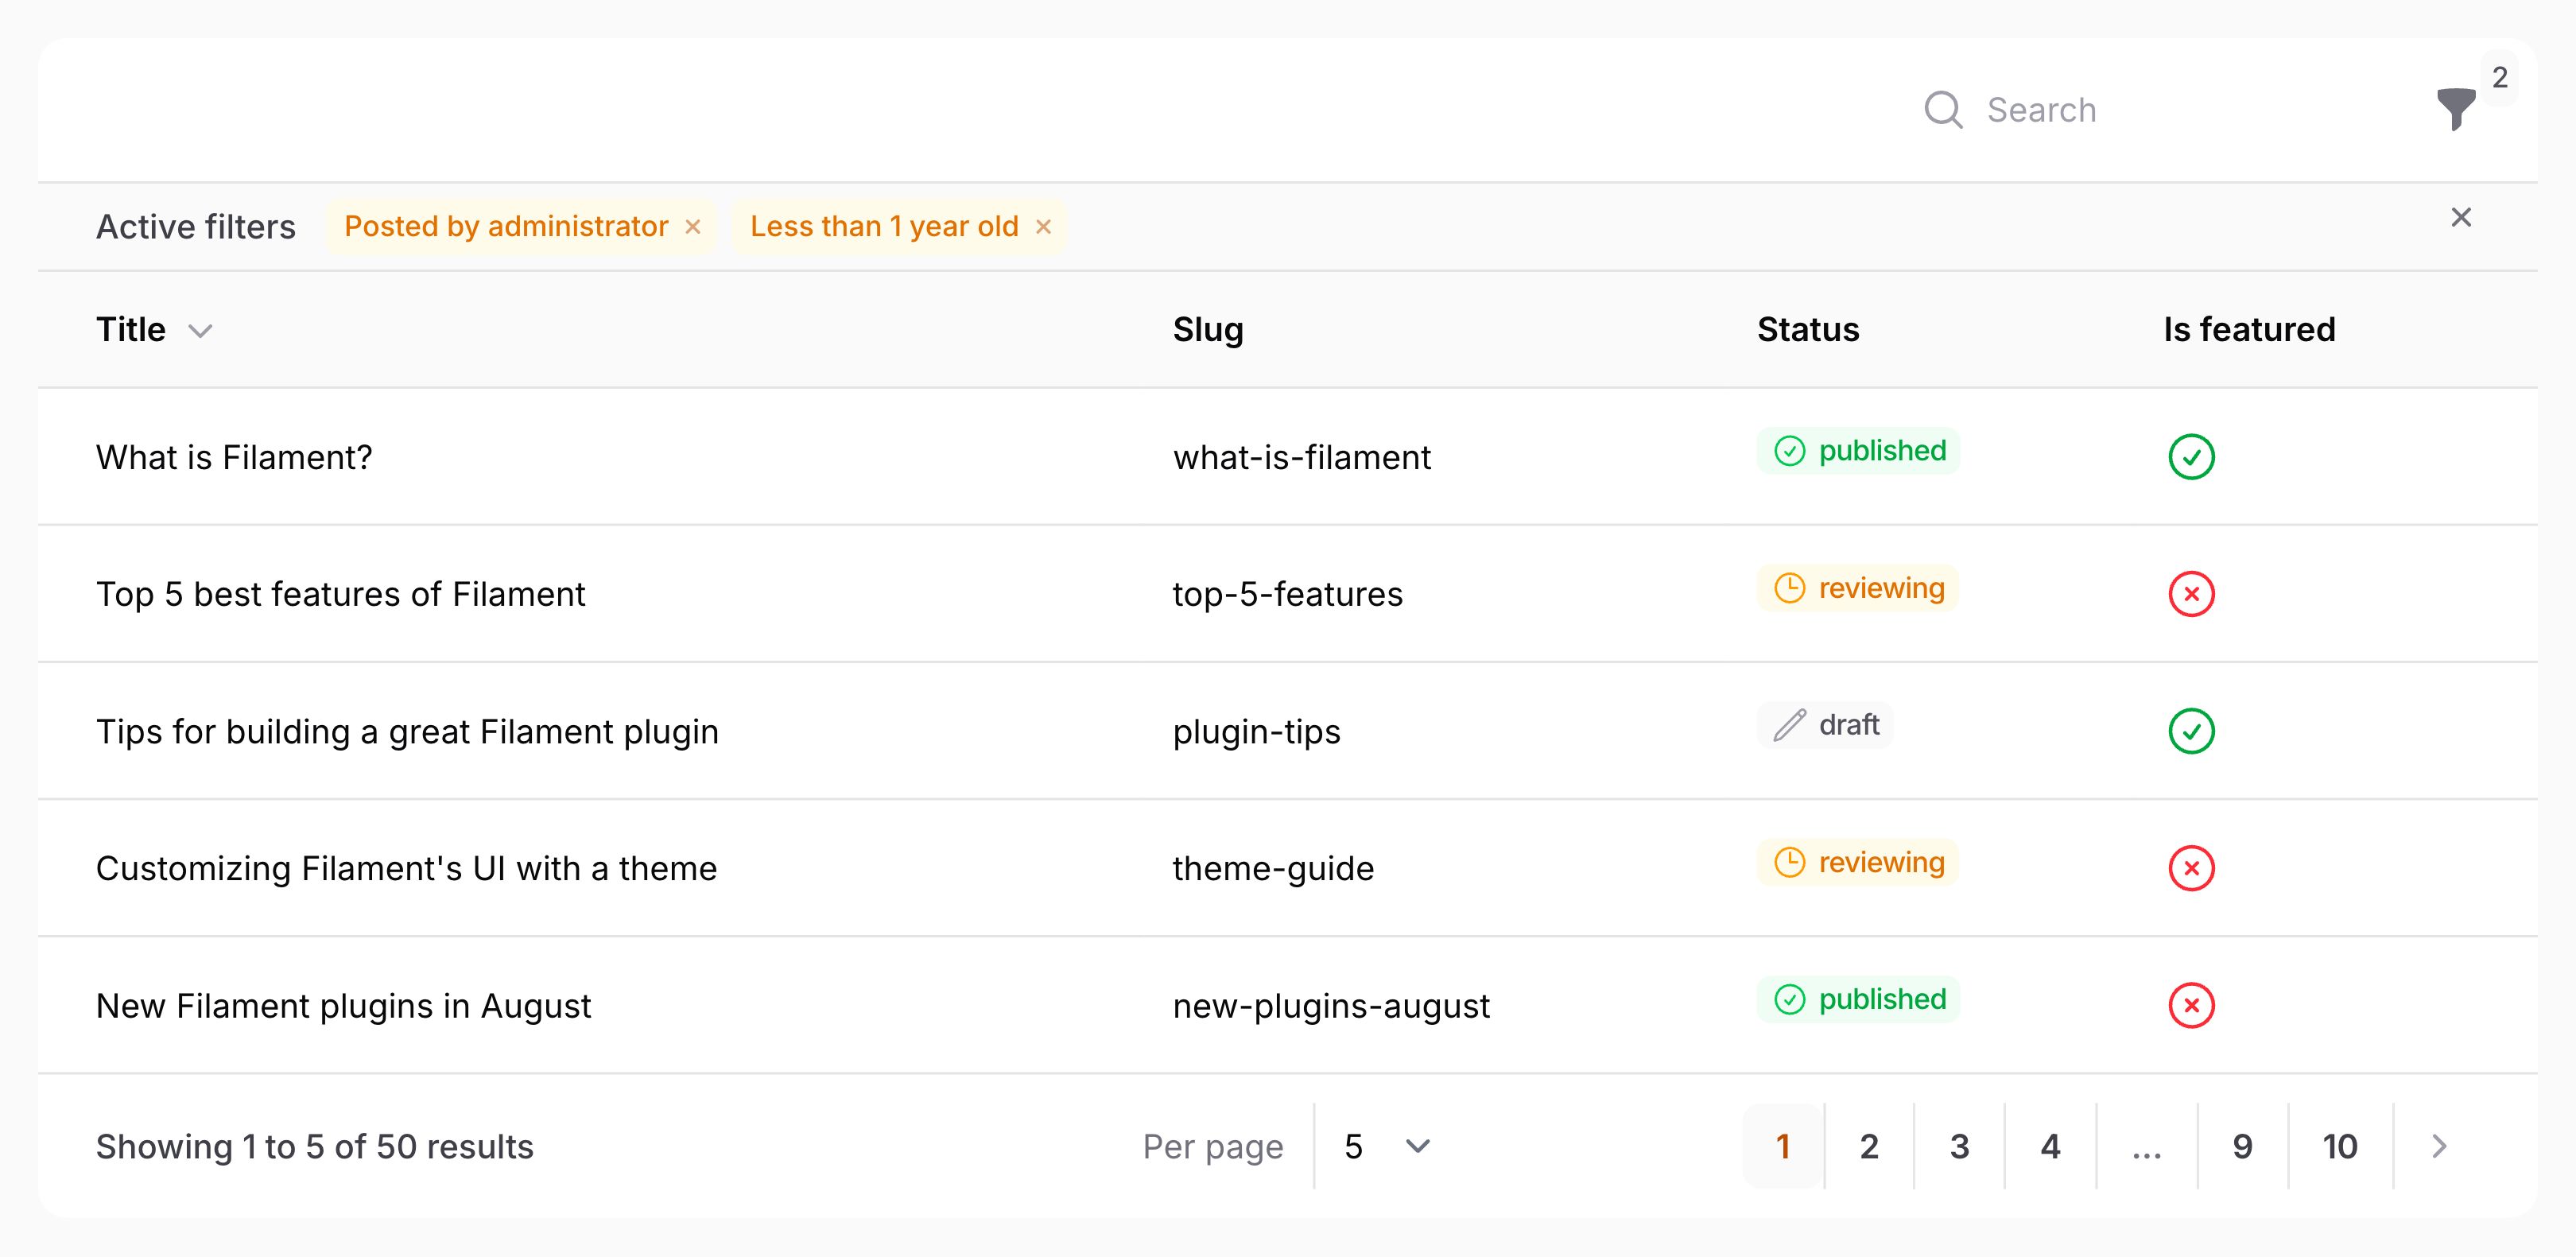 Search
2
Active filters Posted by administrator Less than 1 year old
Title Slug Status Is featured
What is Filament? what-is-filament published
Top 5 best features of Filament top-5-features reviewing
Tips for building a great Filament plugin plugin-tips draft
Customizing Filament's UI with a theme theme-guide reviewing
New Filament plugins in August new-plugins-august published
Showing 1 to 5 of 50 results Per page 5 1 2 3 4 ... 9 10